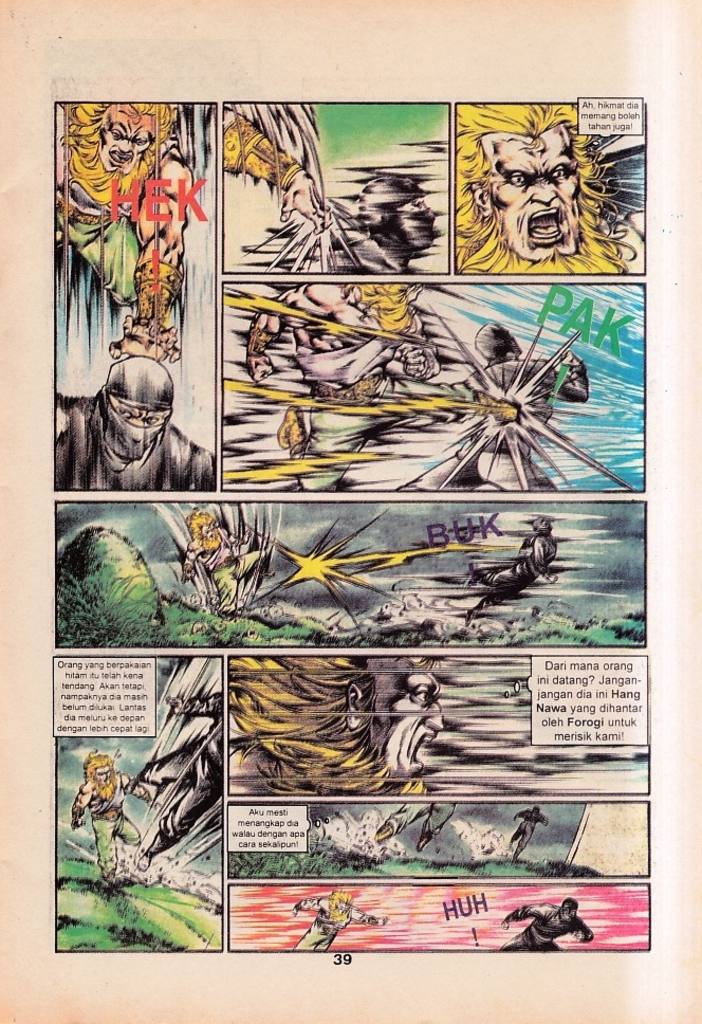 HEK
!
Ah, hikmat dia
memang boleh
tahan juga!
PAK
!
BUK
!
Orang yang berpakaian
hitam itu telah kena
tendang. Akan tetapi,
nampaknya dia masih
belum dilukai. Lantas
dia meluru ke depan
dengan lebih cepat lagi.
Dari mana orang
ini datang? Jangan-
jangan dia ini Hang
Nawa yang dihantar
oleh Forogi untuk
merisik kami!
Aku mesti
menangkap dia
walau dengan apa
cara sekalipun!
HUH
!
39